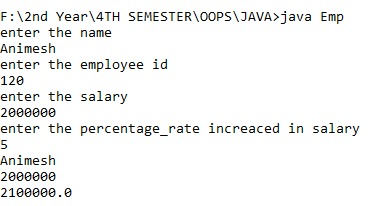 F:\2nd Year\4TH SEMESTER\OOPS\JAVA>java Emp
enter the name
Animesh
enter the employee id
120
enter the salary
2000000
enter the percentage_rate increaced in salary
5
Animesh
2000000
2100000.0